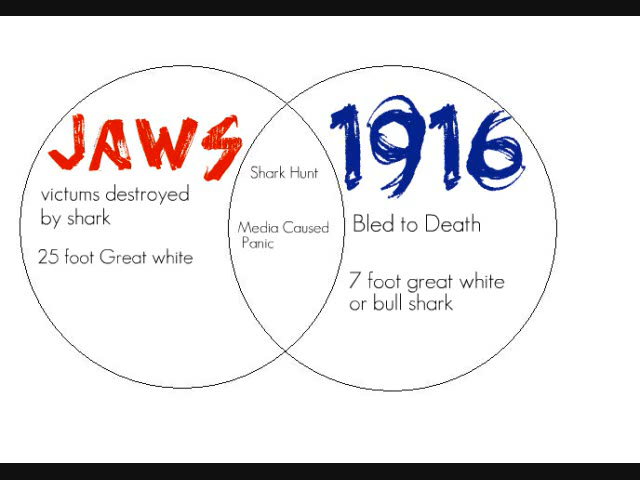 JAWS
victums destroyed
by shark
25 foot Great white
Shark Hunt
Media Caused
Panic
1916
Bled to Death
7 foot great white
or bull shark